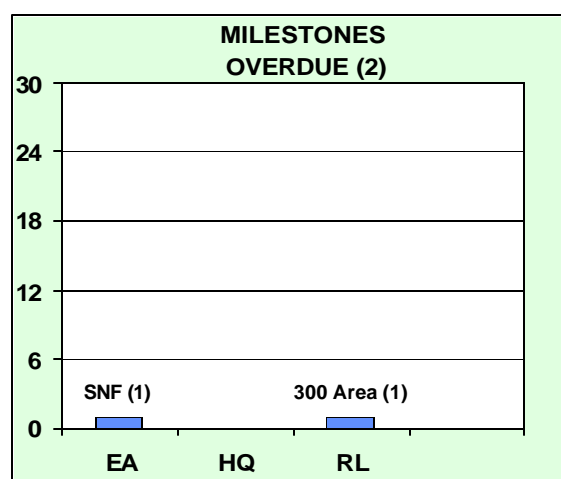 MILESTONES
OVERDUE (2)
30
24
18
12
6
SNF (1)
300 Area (1)
0
EA
HQ
RL